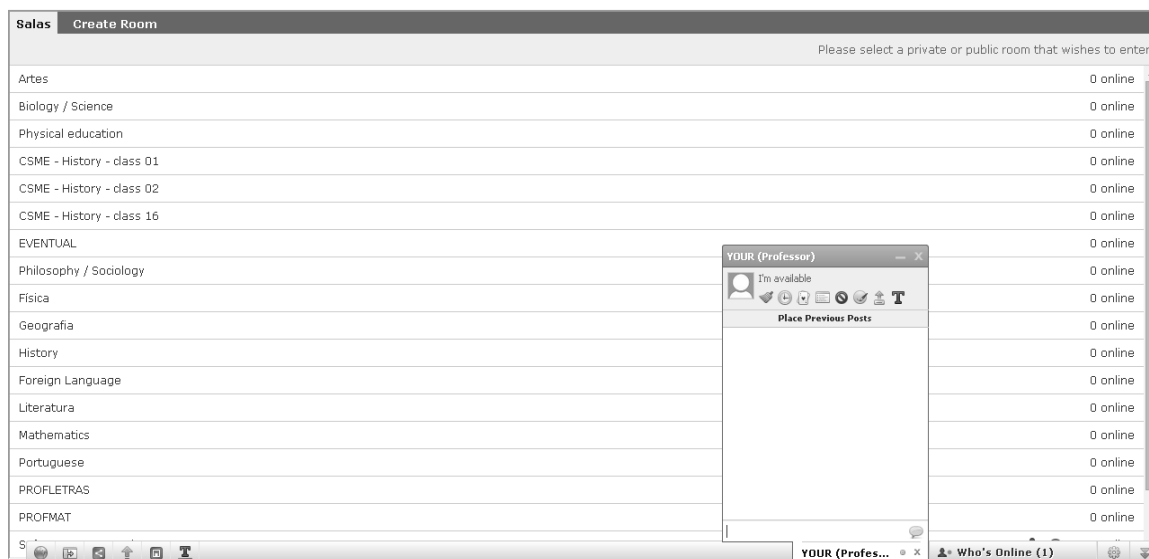 Salas Create Room
Please select a private or public room that wishes to enter
Artes 0 online
Biology / Science 0 online
Physical education 0 online
CSME - History - class 01 0 online
CSME - History - class 02 0 online
CSME - History - class 16 0 online
EVENTUAL 0 online
Philosophy / Sociology 0 online
Física 0 online
Geografia 0 online
History 0 online
Foreign Language 0 online
Literatura 0 online
Mathematics 0 online
Portuguese 0 online
PROFLETRAS 0 online
PROFMAT 0 online
YOUR (Professor)
I'm available
Place Previous Posts
YOUR (Profes...
Who's Online (1)